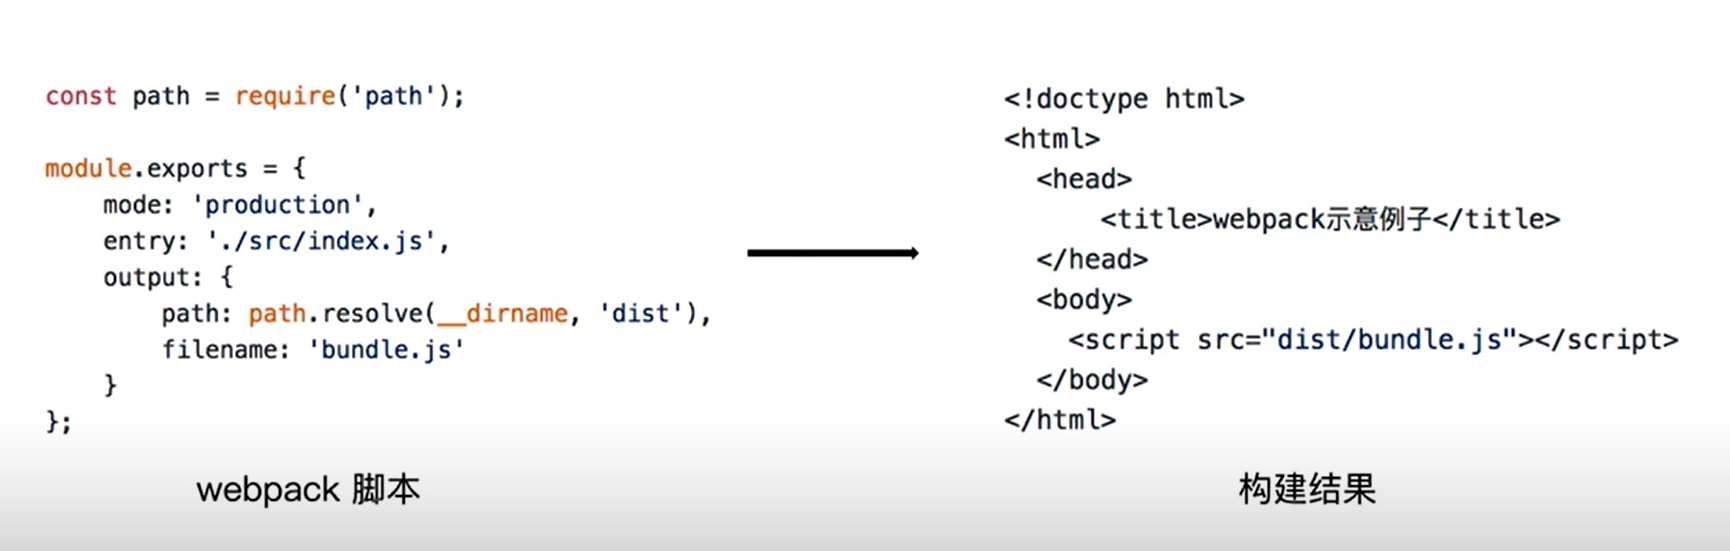 const path = require('path');
module.exports = {
mode: 'production',
entry: './src/index.js',
output: {
path: path.resolve(__dirname, 'dist'),
filename: 'bundle.js'
}
};
webpack 脚本
<!doctype html>
<html>
<head>
<title>webpack示意例子</title>
</head>
<body>
<script src="dist/bundle.js"></script>
</body>
</html>
构建结果